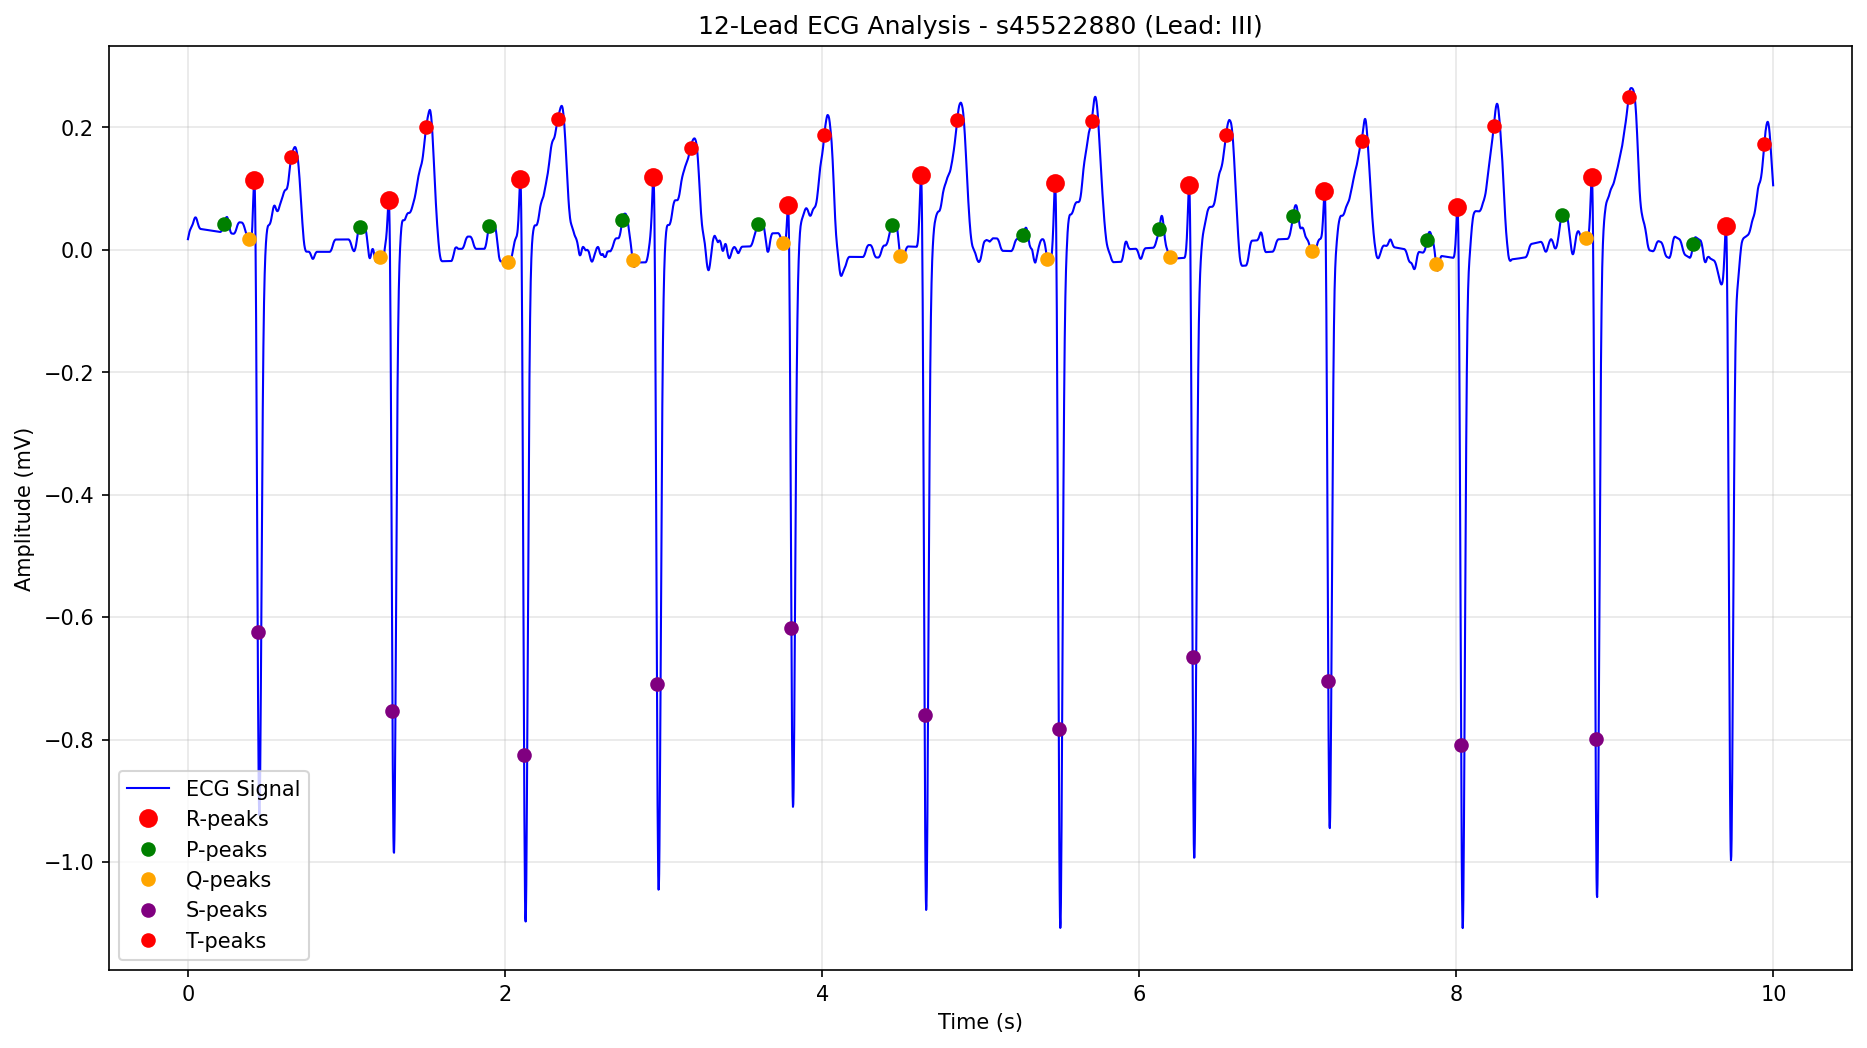 12-Lead ECG Analysis - s45522880 (Lead: III)
0.2
0.0
−0.2
−0.4
−0.6
−0.8
−1.0
Amplitude (mV)
ECG Signal
R-peaks
P-peaks
Q-peaks
S-peaks
T-peaks
0 2 4 6 8 10
Time (s)